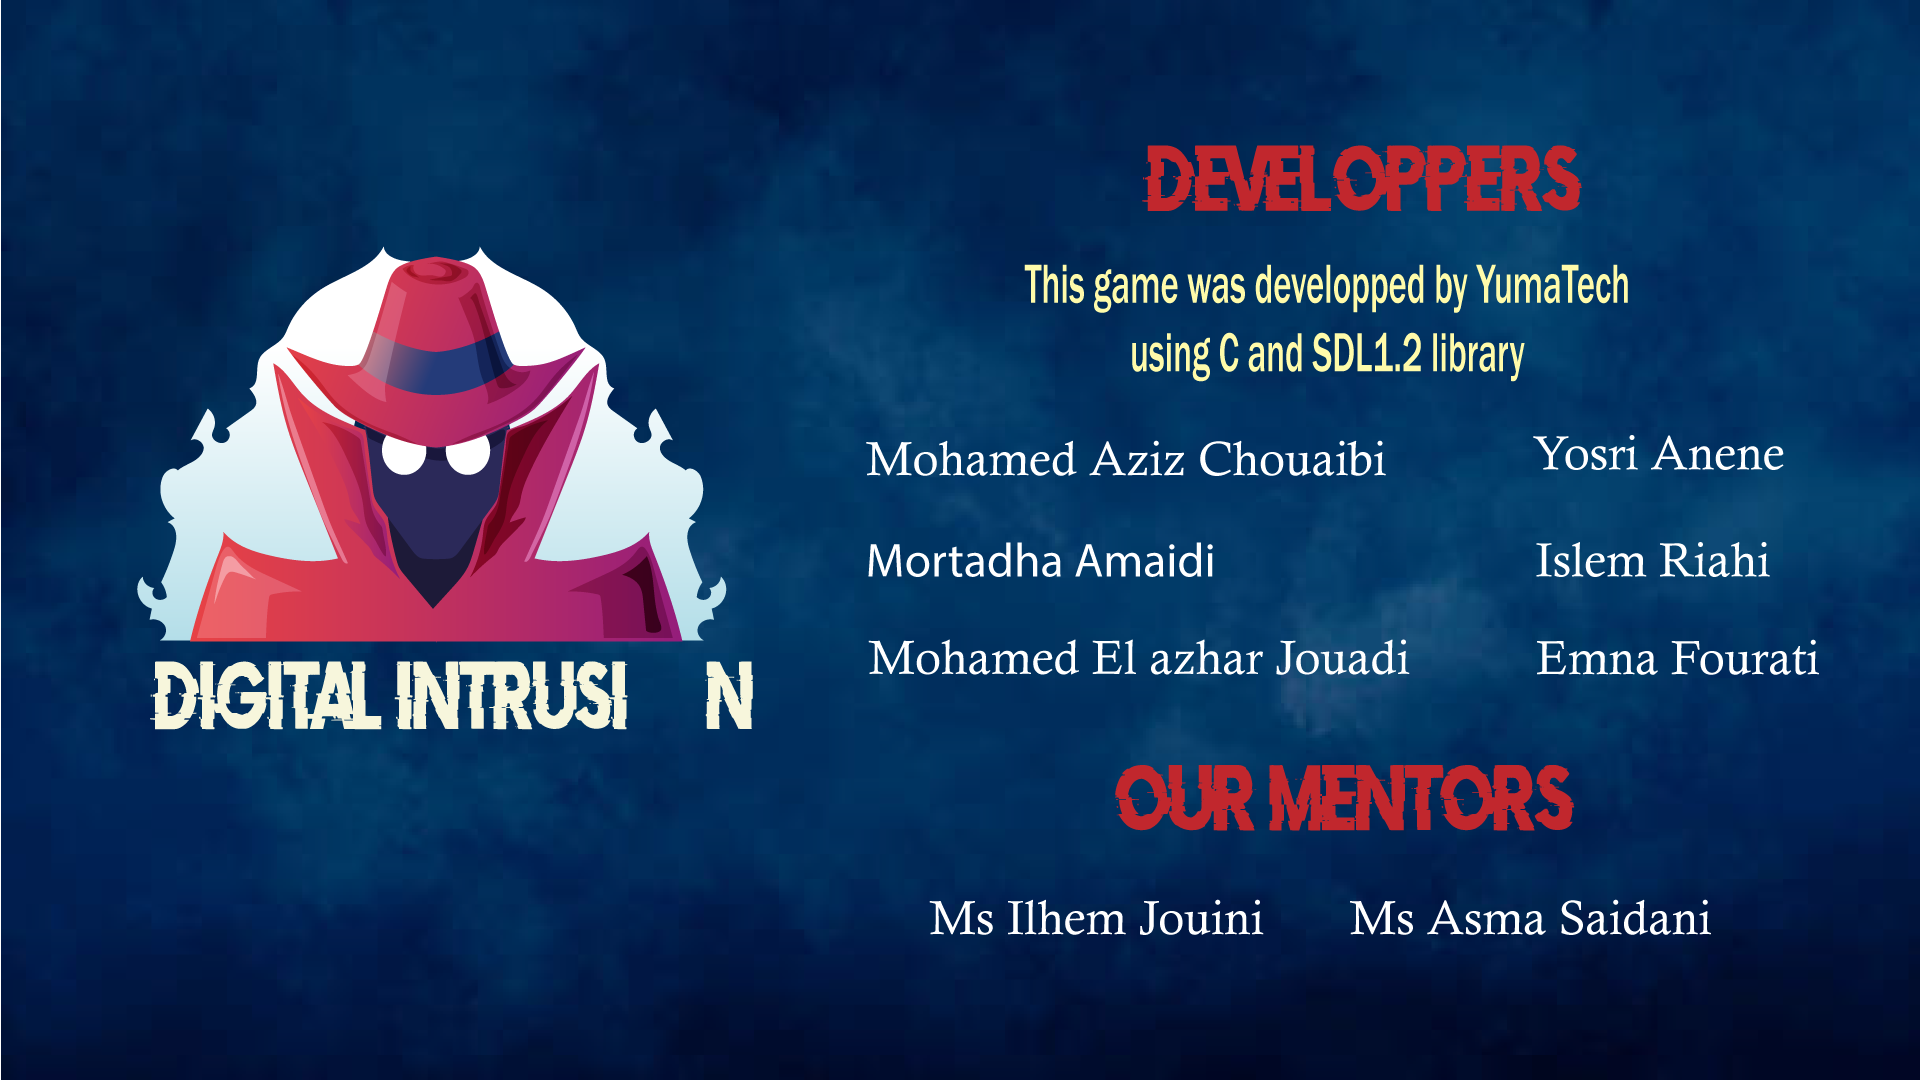 DEVELOPPERS
This game was developped by YumaTech
using C and SDL1.2 library
Mohamed Aziz Chouaibi
Yosri Anene
Mortadha Amaidi
Islem Riahi
Mohamed El azhar Jouadi
Emna Fourati
DIGITAL INTRUSI N
OUR MENTORS
Ms Ilhem Jouini
Ms Asma Saidani